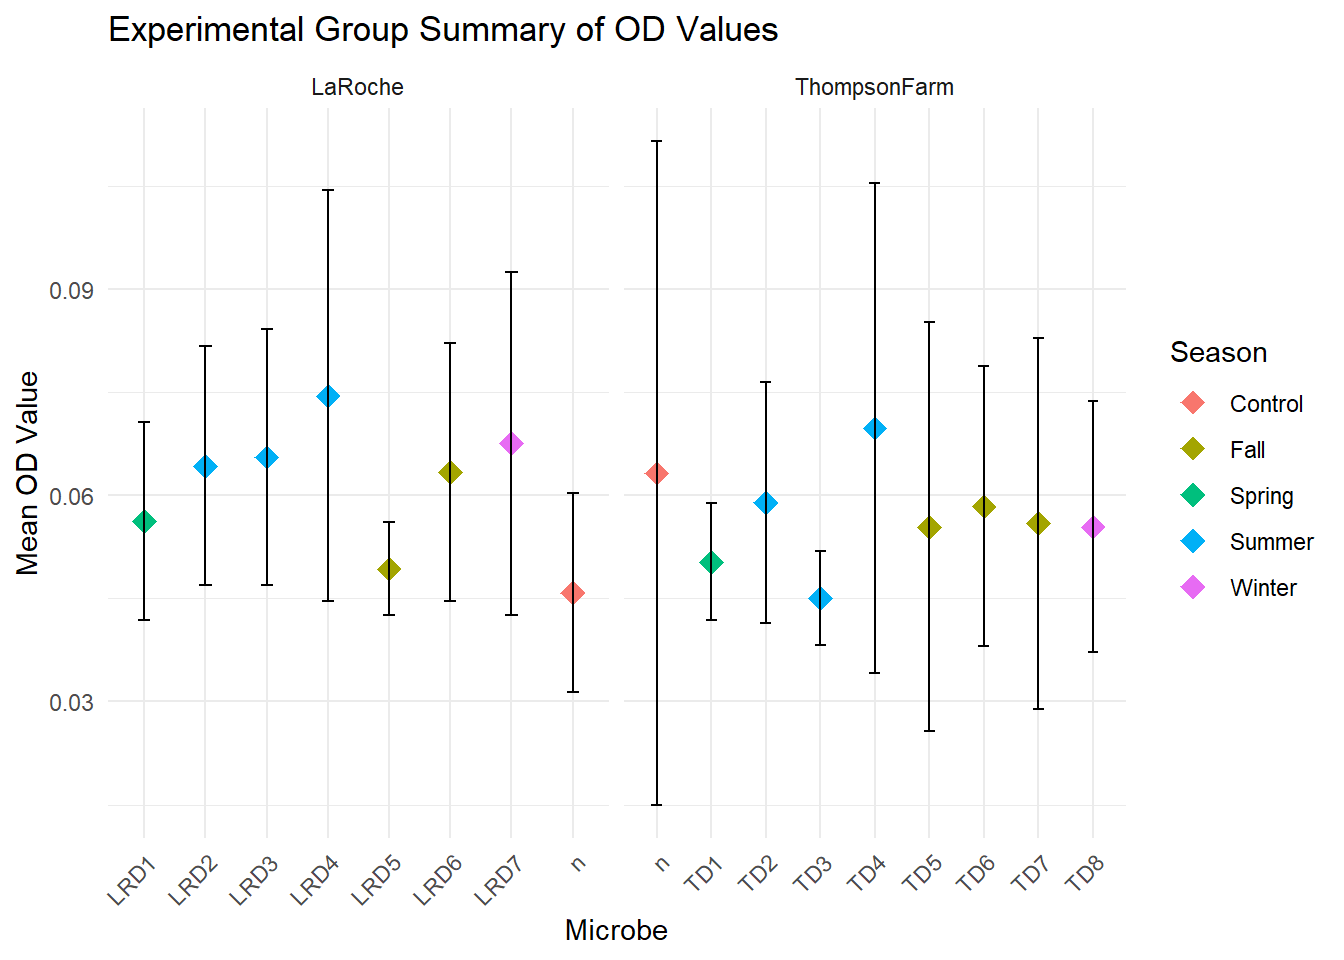 Experimental Group Summary of OD Values
LaRoche
ThompsonFarm
Mean OD Value
0.09
0.06
0.03
LRD1
LRD2
LRD3
LRD4
LRD5
LRD6
LRD7
n
n
TD1
TD2
TD3
TD4
TD5
TD6
TD7
TD8
Microbe
Season
Control
Fall
Spring
Summer
Winter